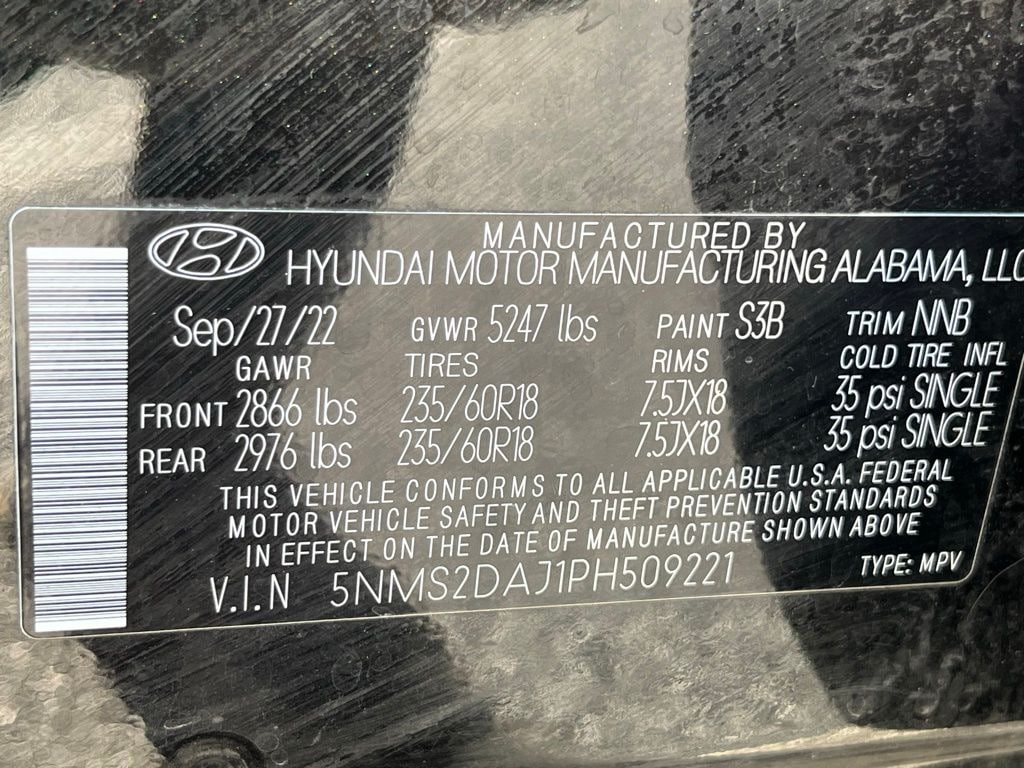 MANUFACTURED BY
HYUNDAI MOTOR MANUFACTURING ALABAMA, LLC
Sep/27/22 GVWR 5247 lbs PAINT S3B TRIM NNB
GAWR TIRES RIMS COLD TIRE INFL
FRONT 2866 lbs 235/60R18 7.5JX18 35 psi SINGLE
REAR 2976 lbs 235/60R18 7.5JX18 35 psi SINGLE
THIS VEHICLE CONFORMS TO ALL APPLICABLE U.S.A. FEDERAL
MOTOR VEHICLE SAFETY AND THEFT PREVENTION STANDARDS
IN EFFECT ON THE DATE OF MANUFACTURE SHOWN ABOVE
V.I.N 5NMS2DAJ1PH509221 TYPE: MPV